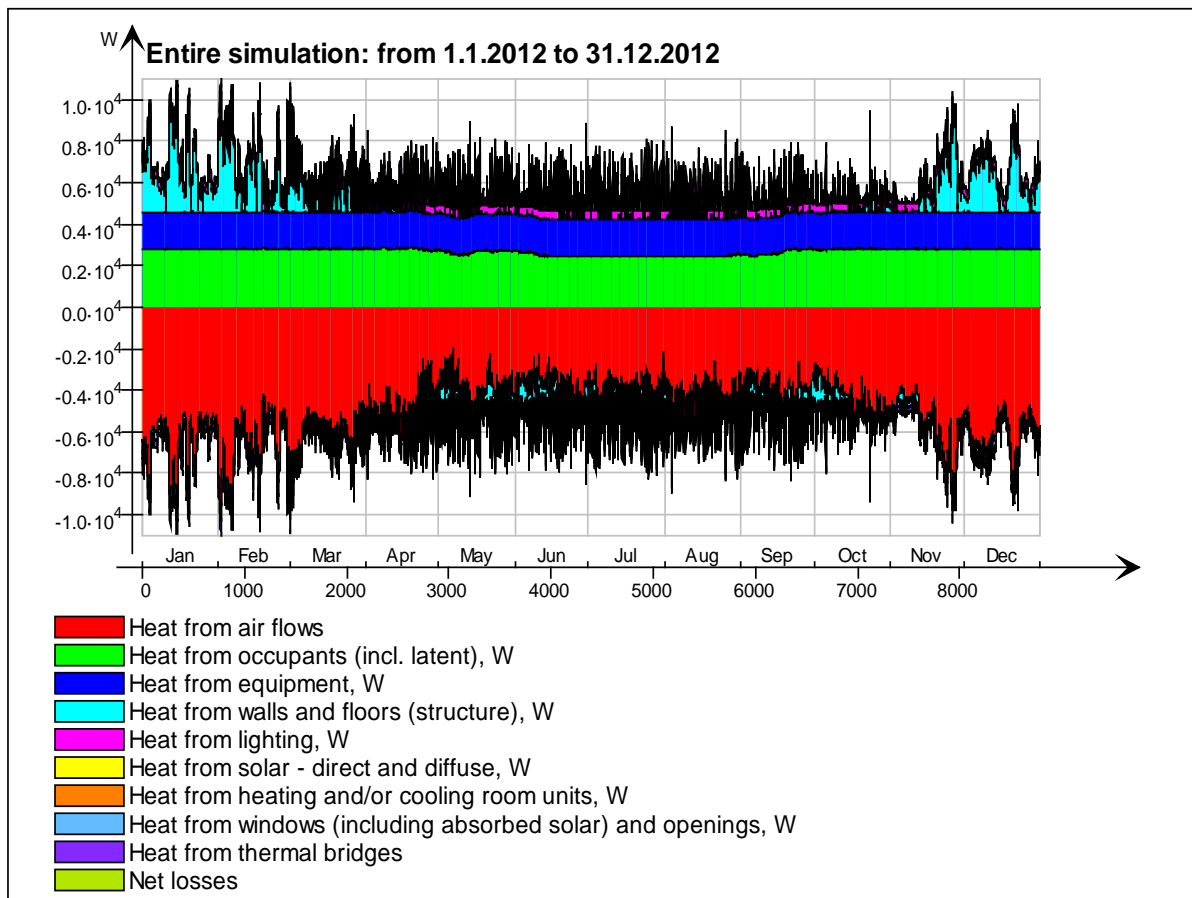 W
Entire simulation: from 1.1.2012 to 31.12.2012
1.0·10⁴
0.8·10⁴
0.6·10⁴
0.4·10⁴
0.2·10⁴
0.0·10⁴
-0.2·10⁴
-0.4·10⁴
-0.6·10⁴
-0.8·10⁴
-1.0·10⁴
Jan Feb Mar Apr May Jun Jul Aug Sep Oct Nov Dec
0 1000 2000 3000 4000 5000 6000 7000 8000
Heat from air flows
Heat from occupants (incl. latent), W
Heat from equipment, W
Heat from walls and floors (structure), W
Heat from lighting, W
Heat from solar - direct and diffuse, W
Heat from heating and/or cooling room units, W
Heat from windows (including absorbed solar) and openings, W
Heat from thermal bridges
Net losses